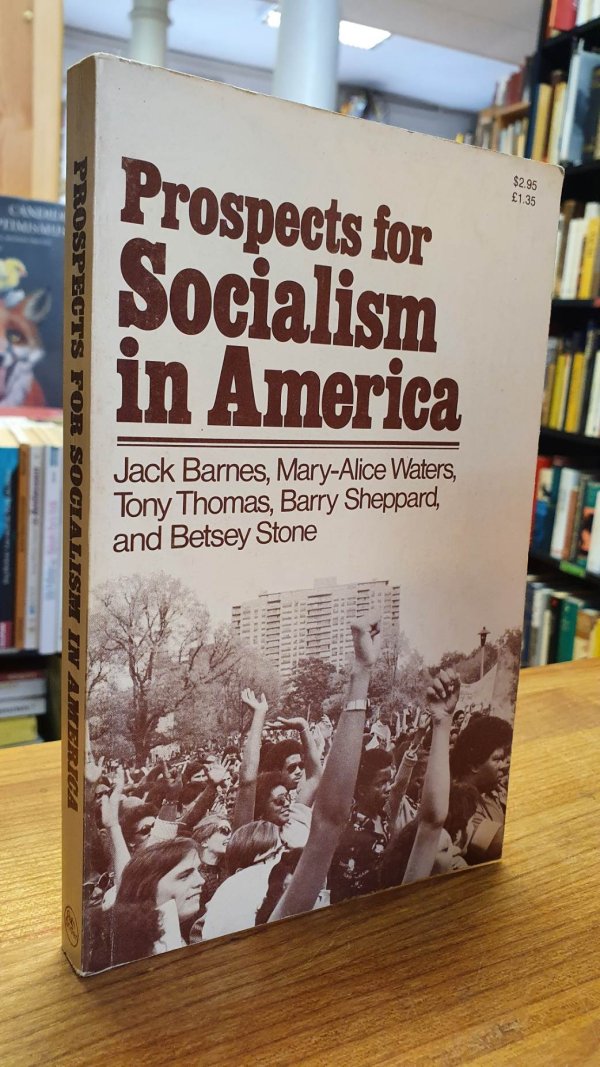 $2.95
£1.35
Prospects for
Socialism
in America
Jack Barnes, Mary-Alice Waters,
Tony Thomas, Barry Sheppard,
and Betsey Stone
PROSPECTS FOR SOCIALISM IN AMERICA